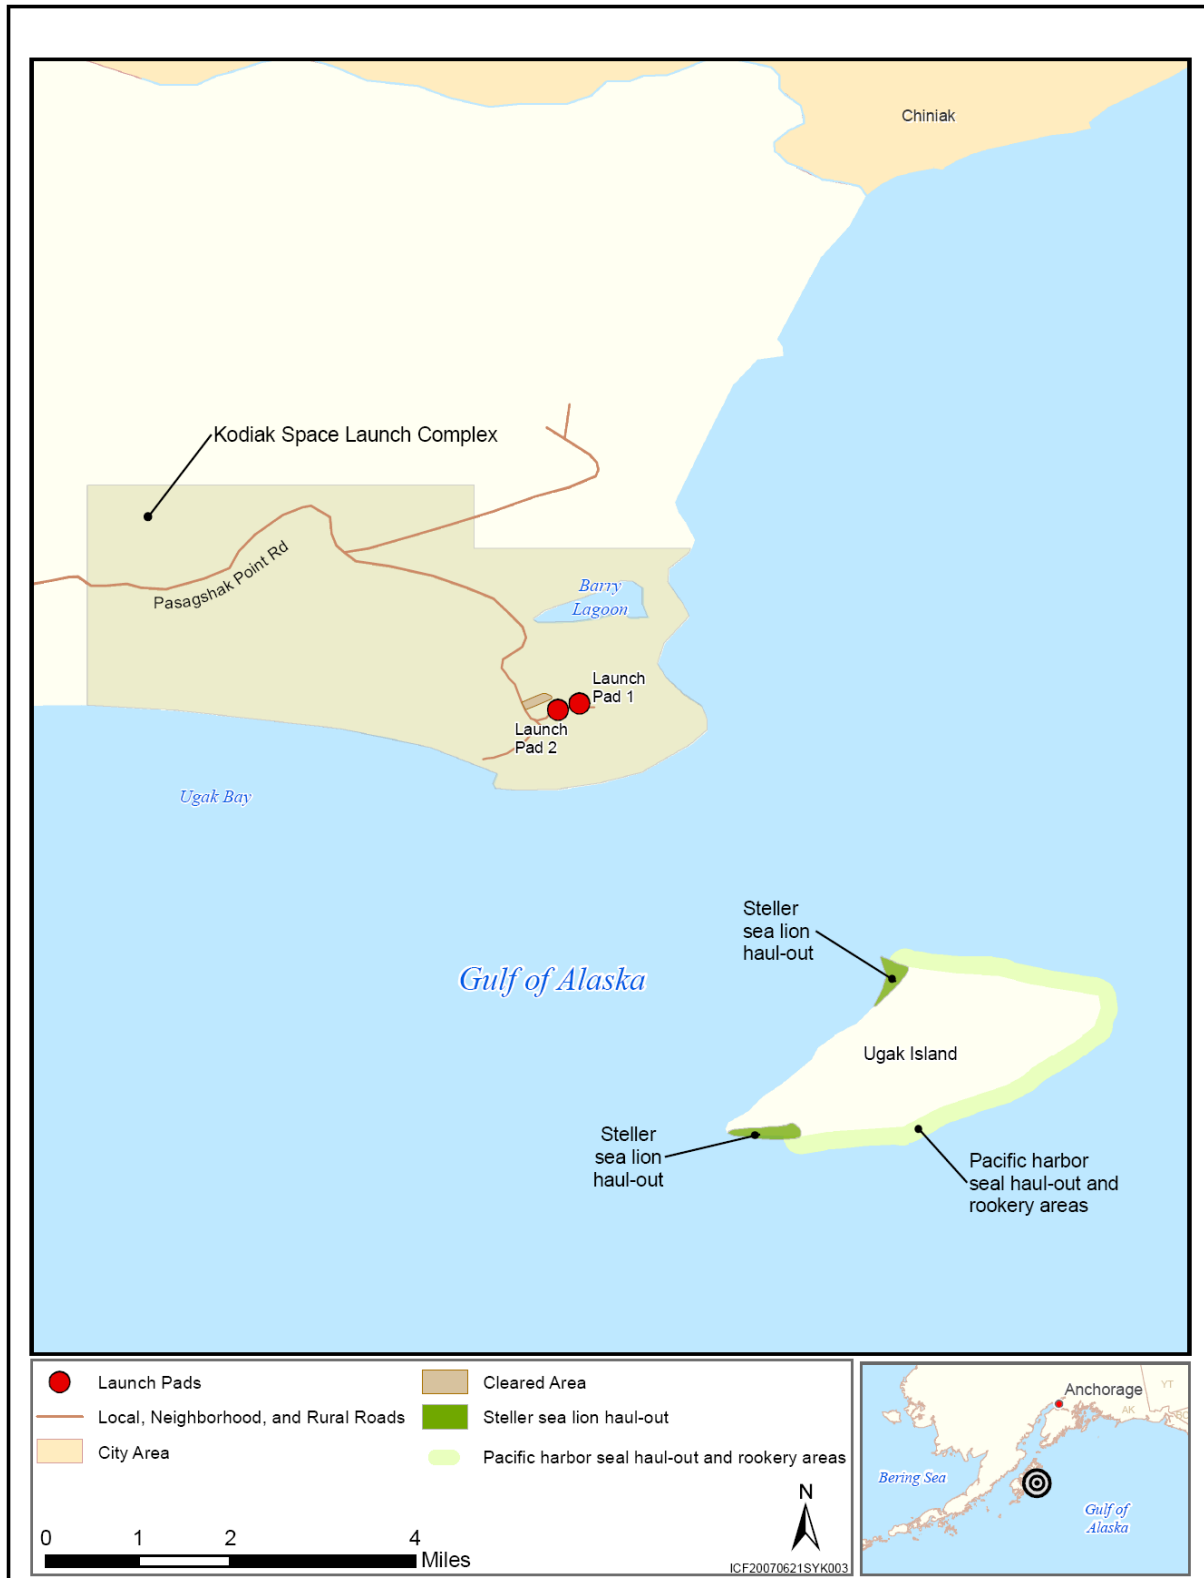 Chiniak
Kodiak Space Launch Complex
Pasagshak Point Rd
Barry
Lagoon
Launch
Pad 1
Launch
Pad 2
Ugak Bay
Steller
sea lion
haul-out
Gulf of Alaska
Ugak Island
Steller
sea lion
haul-out
Pacific harbor
seal haul-out and
rookery areas
Launch Pads
Local, Neighborhood, and Rural Roads
City Area
Cleared Area
Steller sea lion haul-out
Pacific harbor seal haul-out and rookery areas
0 1 2 4
Miles
N
ICF20070621SYK003
Anchorage
YT
AK
BC
Bering Sea
Gulf of
Alaska